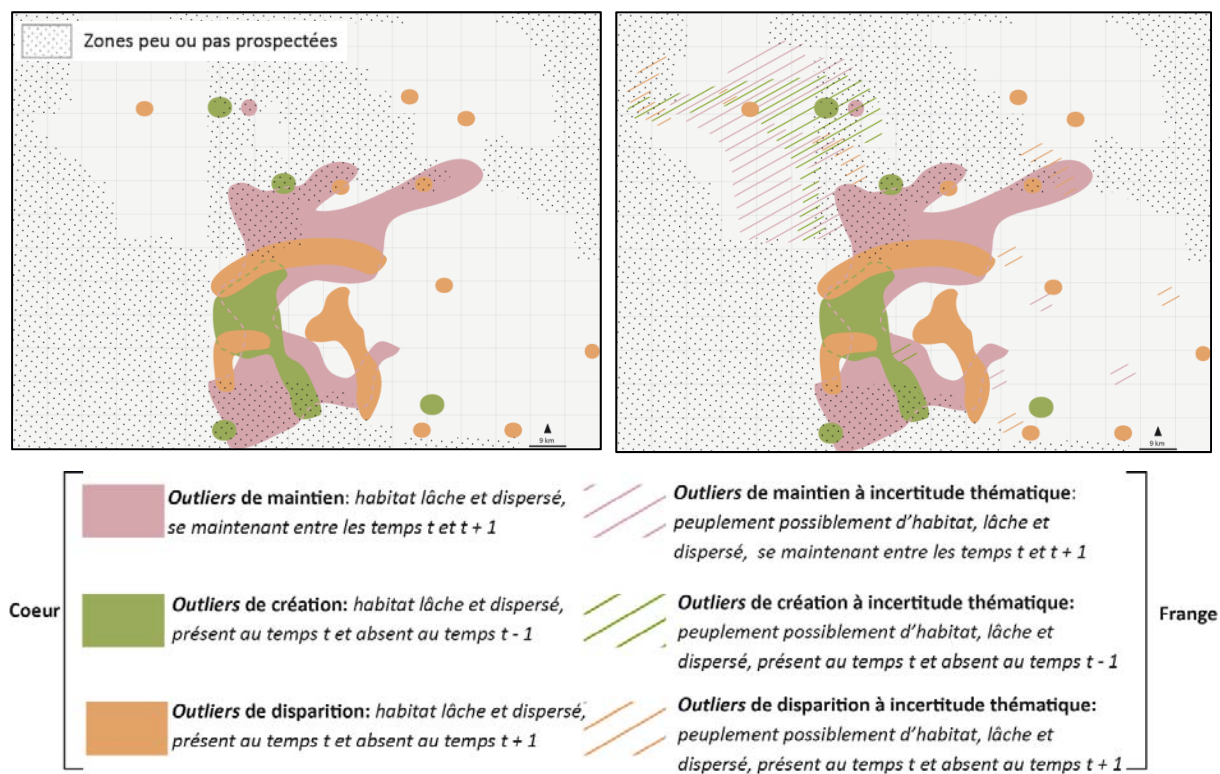 Zones peu ou pas prospectées
9 km
9 km
Coeur
Outliers de maintien: habitat lâche et dispersé,
se maintenant entre les temps t et t + 1
Outliers de création: habitat lâche et dispersé,
présent au temps t et absent au temps t - 1
Outliers de disparition: habitat lâche et dispersé,
présent au temps t et absent au temps t + 1
Outliers de maintien à incertitude thématique:
peuplement possiblement d'habitat, lâche et
dispersé, se maintenant entre les temps t et t + 1
Outliers de création à incertitude thématique:
peuplement possiblement d'habitat, lâche et
dispersé, présent au temps t et absent au temps t - 1
Outliers de disparition à incertitude thématique:
peuplement possiblement d'habitat, lâche et
dispersé, présent au temps t et absent au temps t + 1
Frange